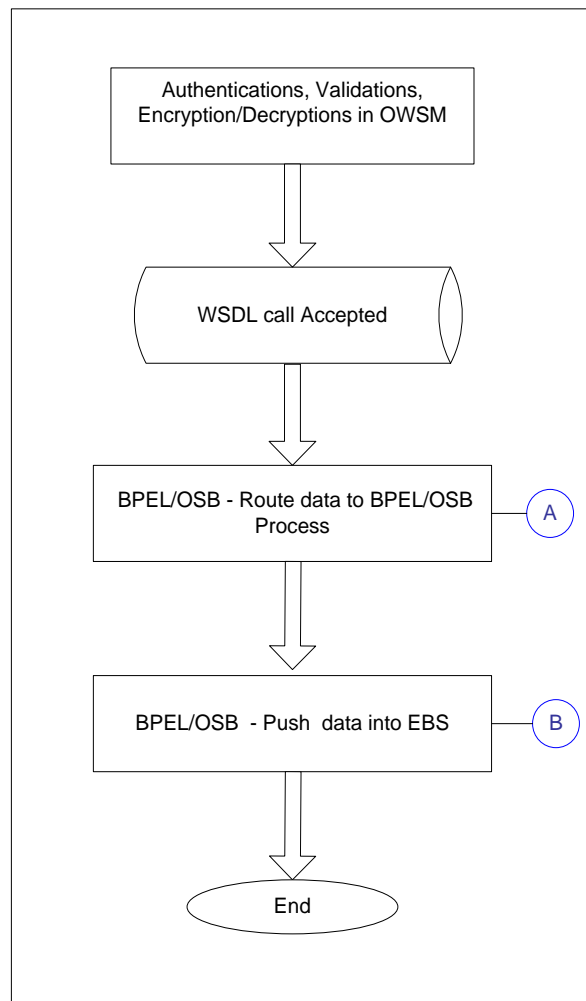 Authentications, Validations,
Encryption/Decryptions in OWSM
WSDL call Accepted
BPEL/OSB - Route data to BPEL/OSB
Process
A
BPEL/OSB - Push data into EBS
B
End